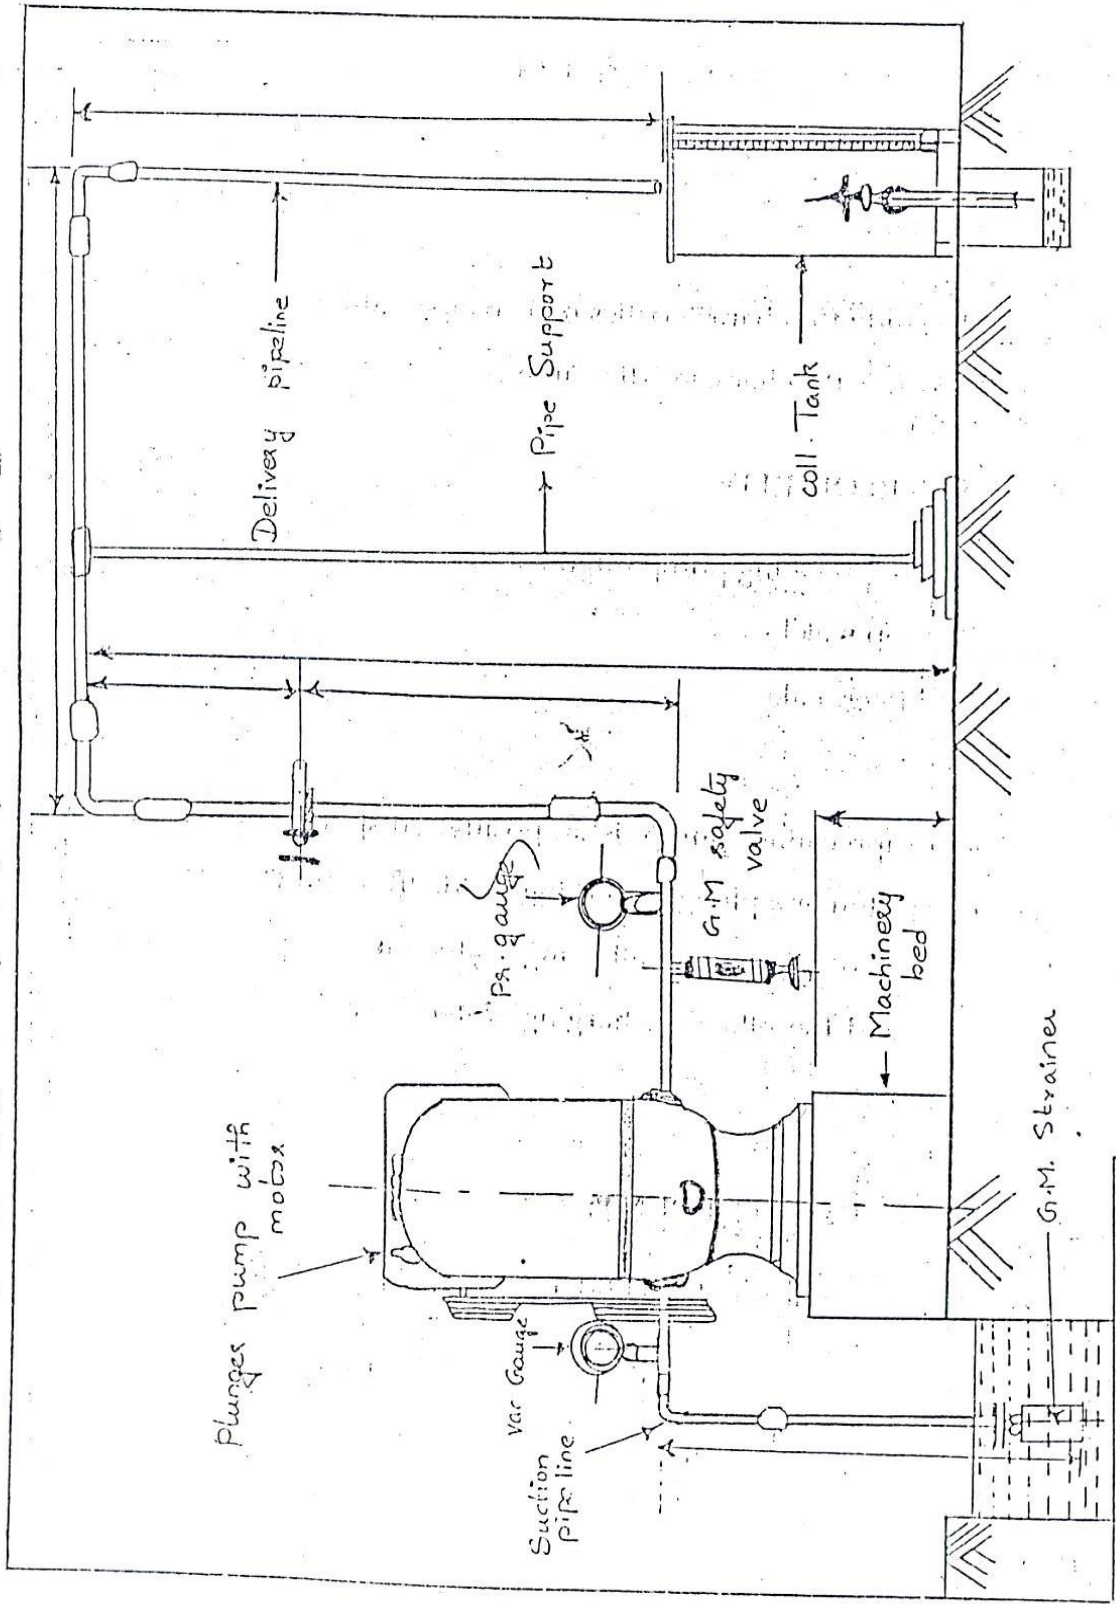 Plunger pump with
motor
Vac Gauge
Suction
pipe line
Pr. gauge
G.M safety
valve
Machinery
bed
G.M. Strainer
Delivery pipeline
Pipe Support
Coll. Tank